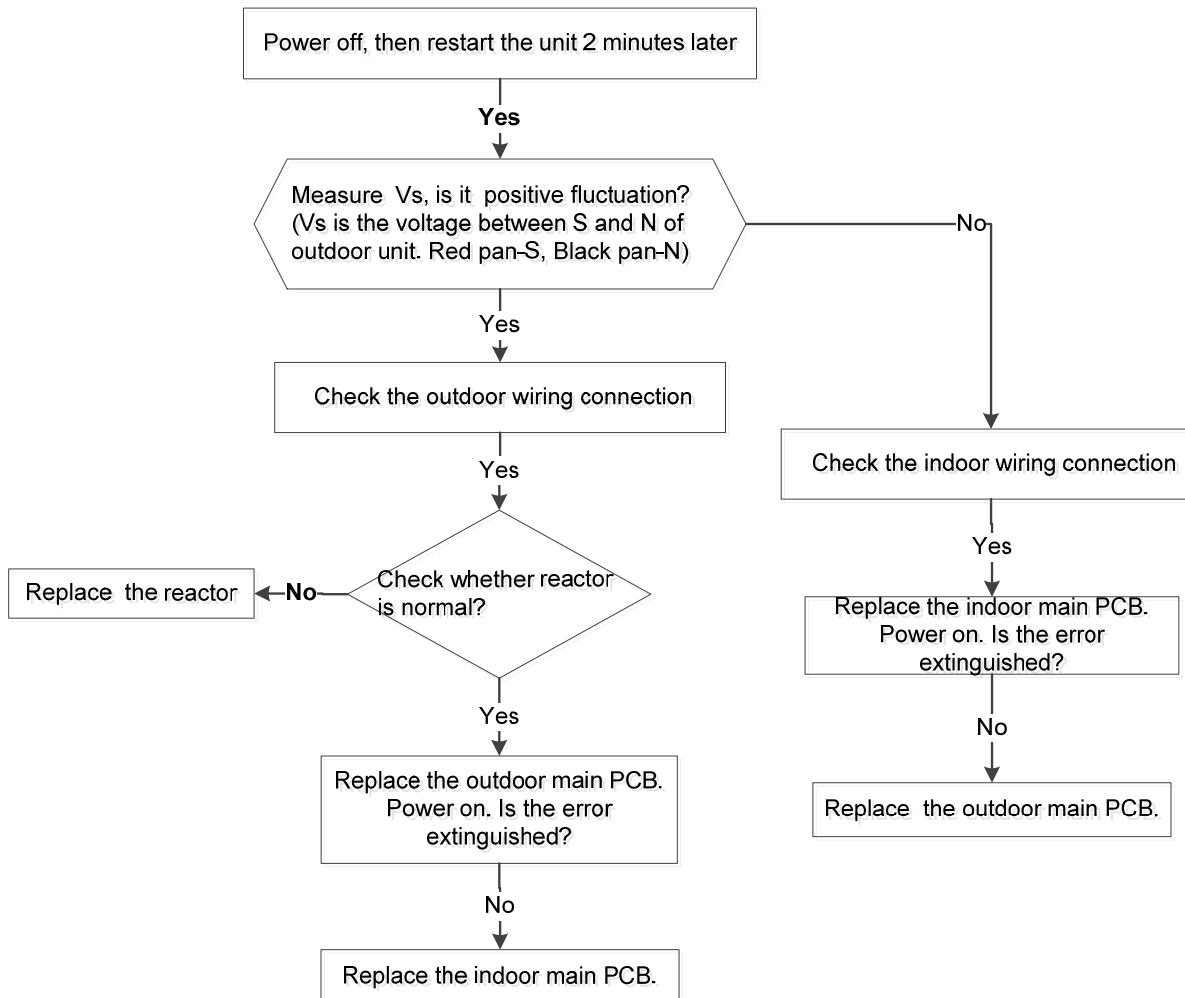 Power off, then restart the unit 2 minutes later
Yes
Measure Vs, is it positive fluctuation?
(Vs is the voltage between S and N of
outdoor unit. Red pan-S, Black pan-N)
No
Yes
Check the outdoor wiring connection
Yes
Check whether reactor
is normal?
No
Replace the reactor
Yes
Replace the outdoor main PCB.
Power on. Is the error
extinguished?
No
Replace the indoor main PCB.
Check the indoor wiring connection
Yes
Replace the indoor main PCB.
Power on. Is the error
extinguished?
No
Replace the outdoor main PCB.